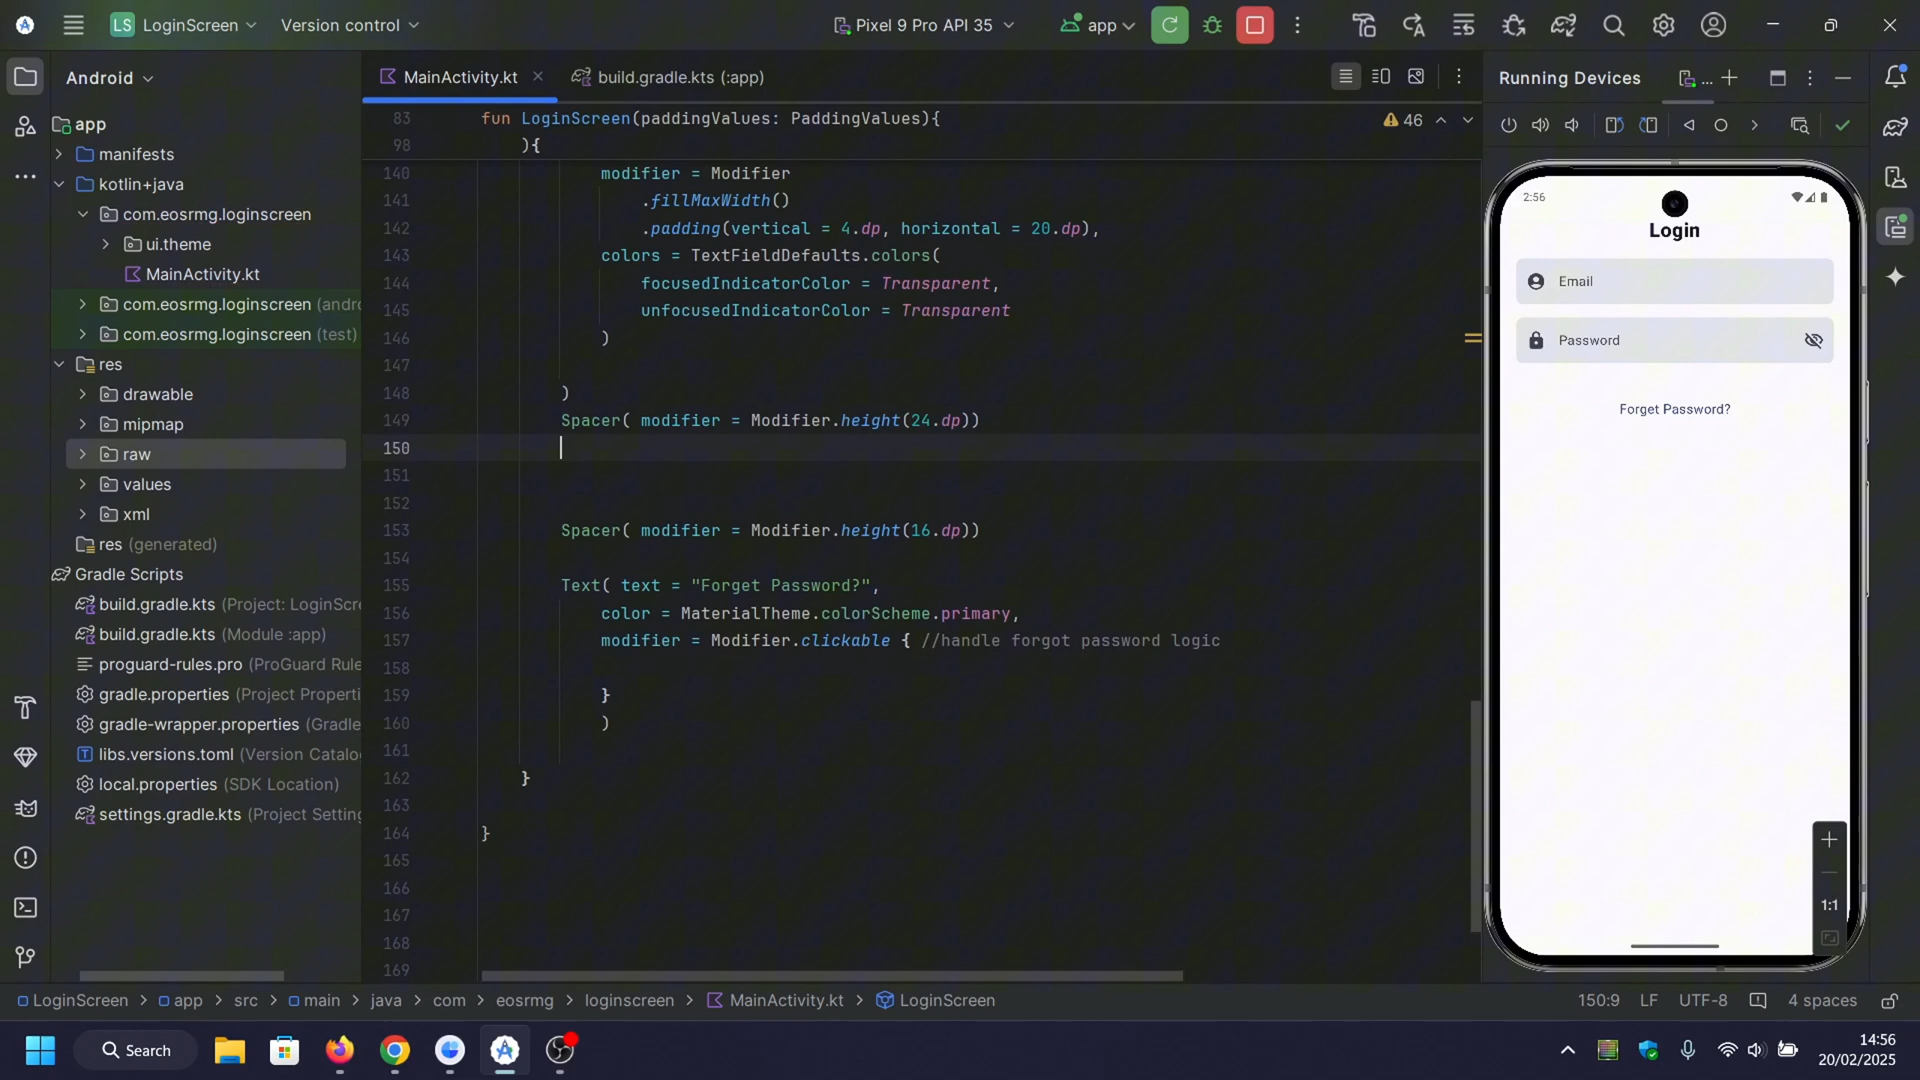 LS LoginScreen Version control Pixel 9 Pro API 35 app
Android
MainActivity.kt build.gradle.kts (:app)
Running Devices ...
app
manifests
kotlin+java
com.eosrmg.loginscreen
ui.theme
MainActivity.kt
com.eosrmg.loginscreen (andro
com.eosrmg.loginscreen (test)
res
drawable
mipmap
raw
values
xml
res (generated)
Gradle Scripts
build.gradle.kts (Project: LoginScre
build.gradle.kts (Module :app)
proguard-rules.pro (ProGuard Rule
gradle.properties (Project Properti
gradle-wrapper.properties (Gradle
libs.versions.toml (Version Catalo
local.properties (SDK Location)
settings.gradle.kts (Project Setting
83 fun LoginScreen(paddingValues: PaddingValues){
46
98 ){
140 modifier = Modifier
141 .fillMaxWidth()
142 .padding(vertical = 4.dp, horizontal = 20.dp),
143 colors = TextFieldDefaults.colors(
144 focusedIndicatorColor = Transparent,
145 unfocusedIndicatorColor = Transparent
146 )
147
148 )
149 Spacer( modifier = Modifier.height(24.dp))
150
151
152
153 Spacer( modifier = Modifier.height(16.dp))
154
155 Text( text = "Forget Password?",
156 color = MaterialTheme.colorScheme.primary,
157 modifier = Modifier.clickable { //handle forgot password logic
158
159 }
160 )
161
162 }
163
164 }
165
166
167
168
169
2:56
Login
Email
Password
Forget Password?
1:1
LoginScreen > app > src > main > java > com > eosrmg > loginscreen > MainActivity.kt > LoginScreen
150:9 LF UTF-8 4 spaces
Search
14:56
20/02/2025